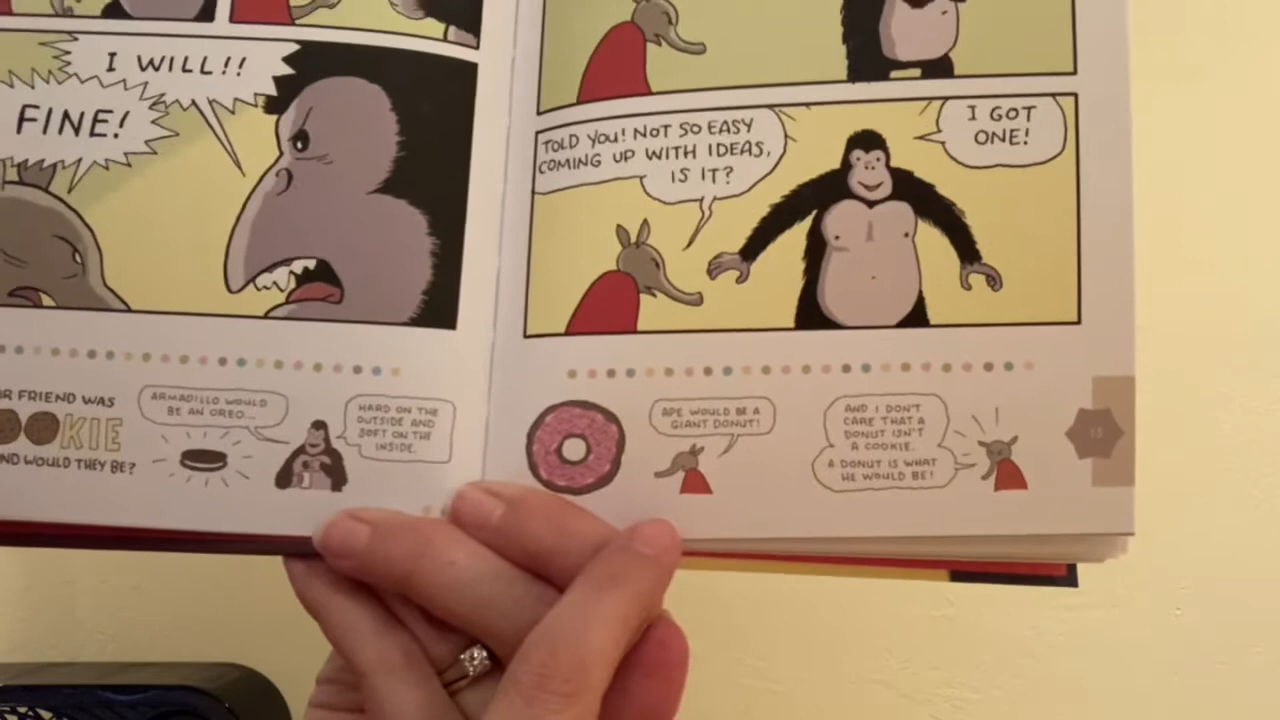 I WILL!!
FINE!
TOLD YOU! NOT SO EASY
COMING UP WITH IDEAS,
IS IT?
I GOT
ONE!
FRIEND WAS
WOULD THEY BE?
ARMADILLO WOULD
BE AN OREO...
HARD ON THE
OUTSIDE AND
SOFT ON THE
INSIDE.
APE WOULD BE A
GIANT DONUT!
AND I DON'T
CARE THAT A
DONUT ISN'T
A COOKIE.
A DONUT IS WHAT
HE WOULD BE!